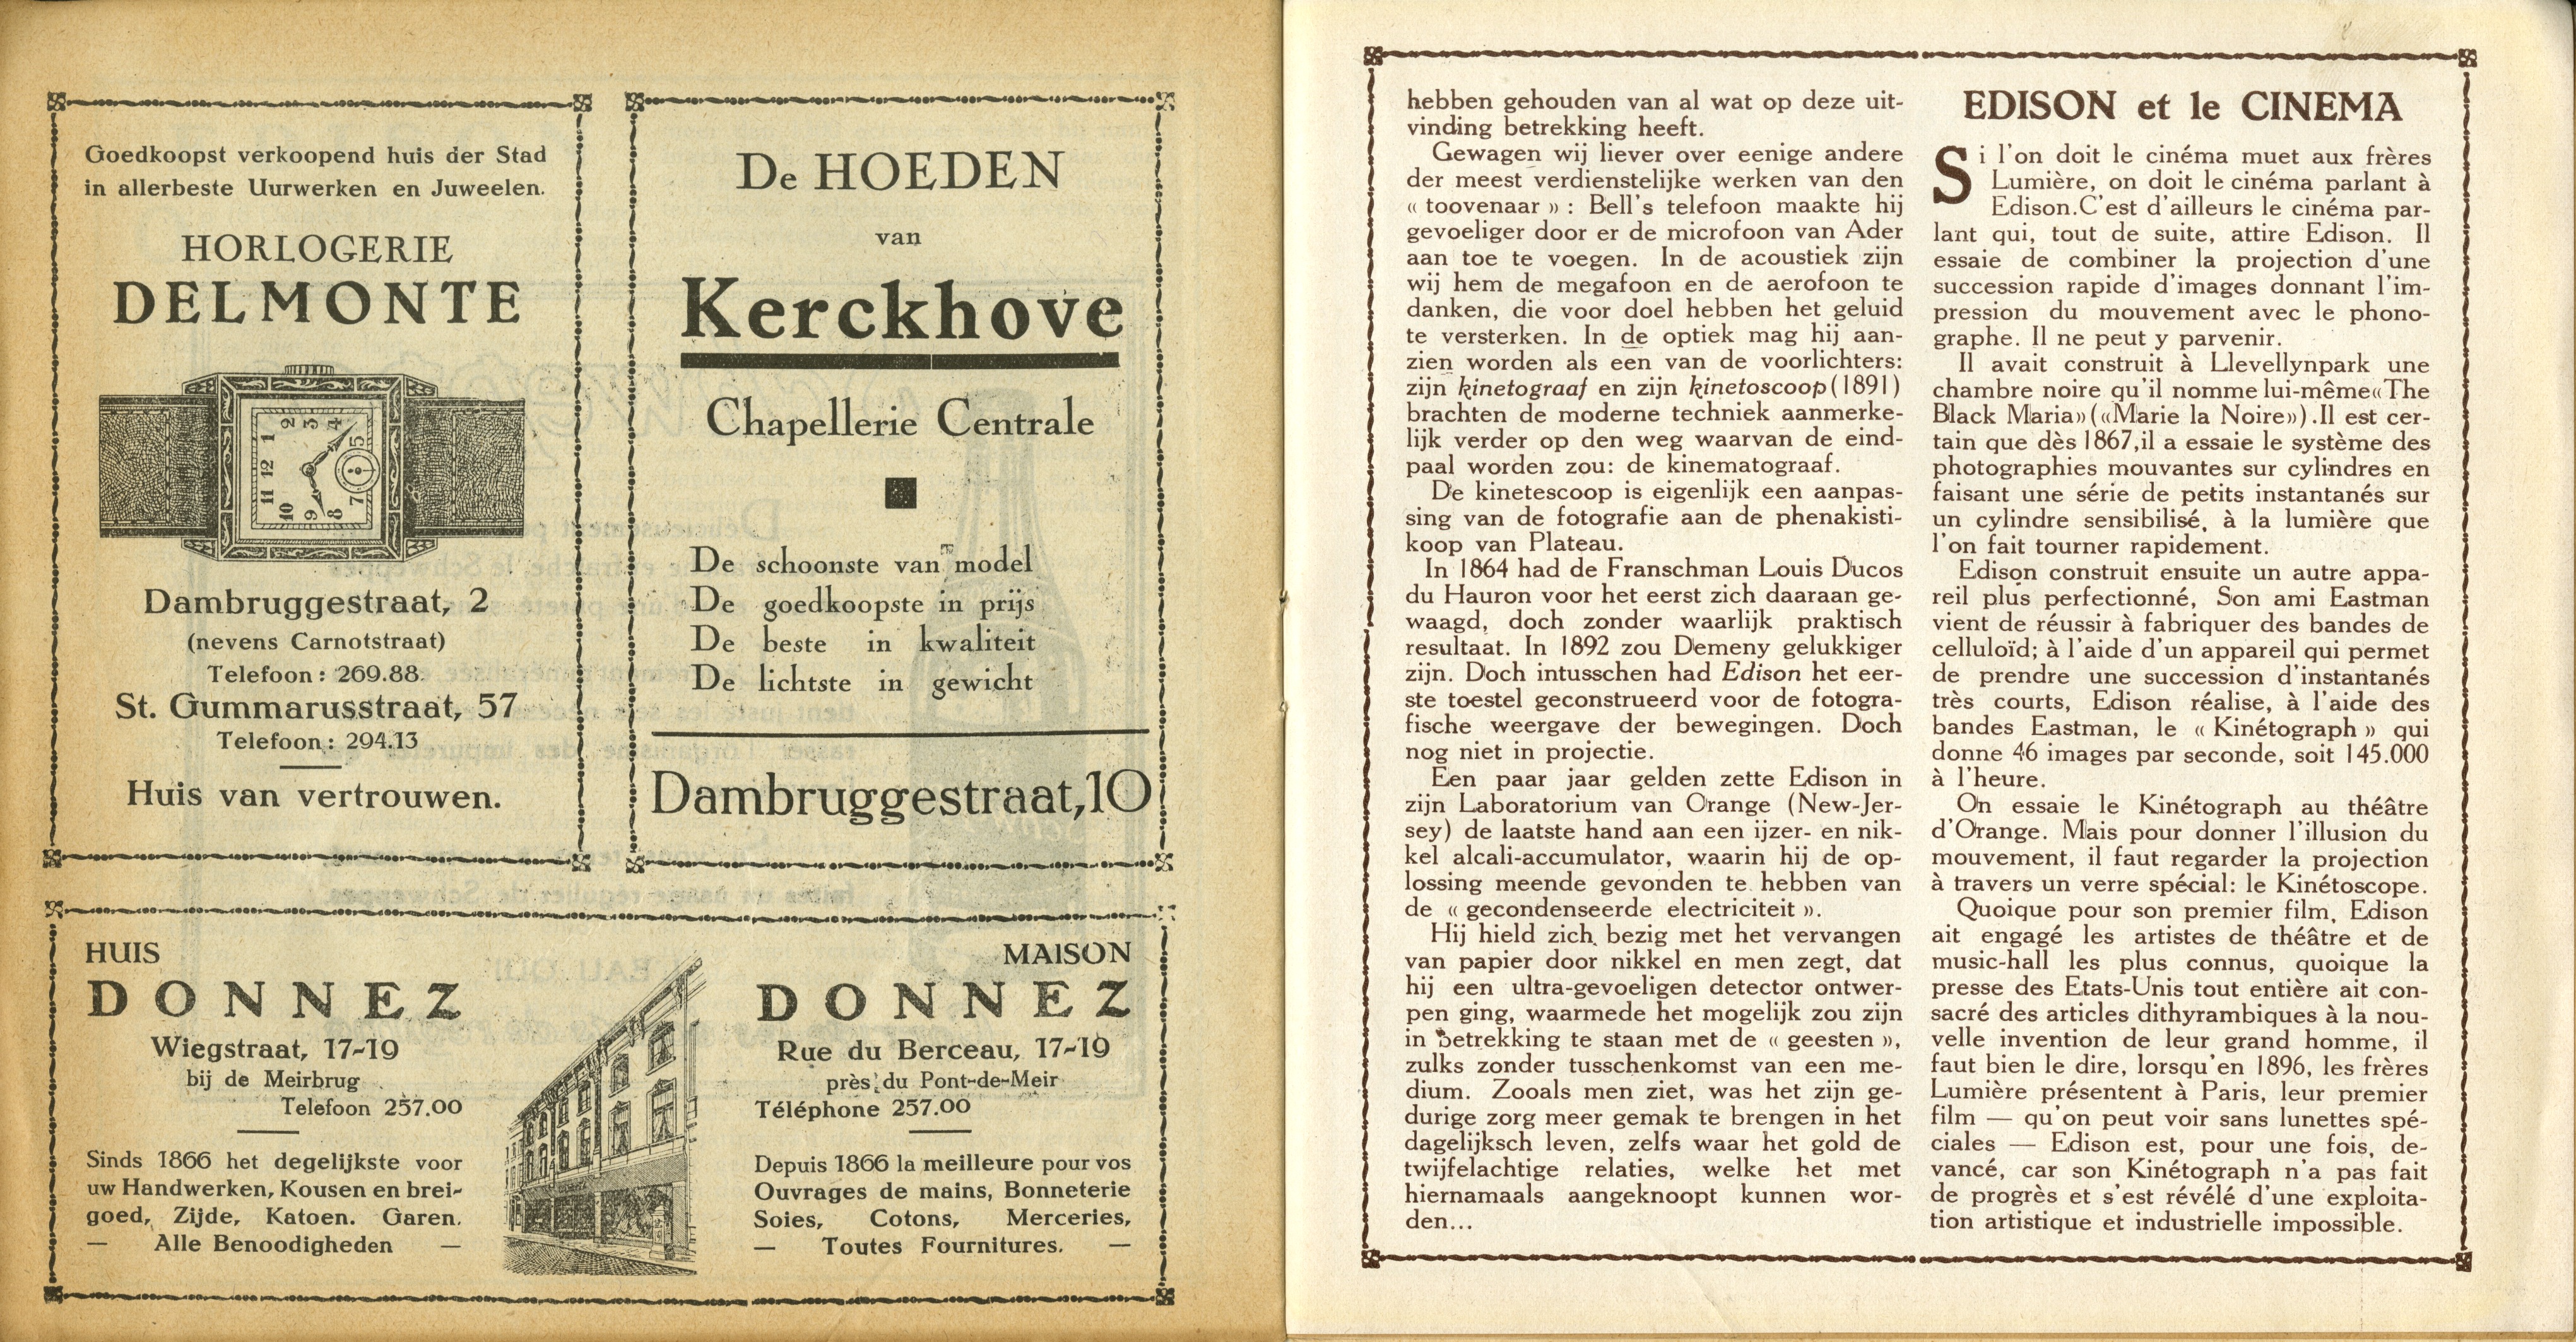 Goedkoopst verkoopend huis der Stad
in allerbeste Uurwerken en Juweelen.
HORLOGERIE
DELMONTE
Dambruggestraat, 2
(nevens Carnotstraat)
Telefoon: 269.88.
St. Gummarusstraat, 57
Telefoon: 294.13
Huis van vertrouwen.
De HOEDEN
van
Kerckhove
Chapellerie Centrale
De schoonste van model
De goedkoopste in prijs
De beste in kwaliteit
De lichtste in gewicht
Dambruggestraat,10
HUIS
DONNEZ
Wiegstraat, 17-19
bij de Meirbrug
Telefoon 257.00
Sinds 1866 het degelijkste voor
uw Handwerken, Kousen en brei-
goed, Zijde, Katoen. Garen.
— Alle Benoodigheden —
MAISON
DONNEZ
Rue du Berceau, 17-19
près du Pont-de-Meir
Téléphone 257.00
Depuis 1866 la meilleure pour vos
Ouvrages de mains, Bonneterie
Soies, Cotons, Merceries,
— Toutes Fournitures. —
hebben gehouden van al wat op deze uit-
vinding betrekking heeft.
Gewagen wij liever over eenige andere
der meest verdienstelijke werken van den
« toovenaar » : Bell's telefoon maakte hij
gevoeliger door er de microfoon van Ader
aan toe te voegen. In de acoustiek zijn
wij hem de megafoon en de aerofoon te
danken, die voor doel hebben het geluid
te versterken. In de optiek mag hij aan-
zien worden als een van de voorlichters:
zijn kinetograaf en zijn kinetoscoop (1891)
brachten de moderne techniek aanmerke-
lijk verder op den weg waarvan de eind-
paal worden zou: de kinematograaf.
De kinetescoop is eigenlijk een aanpas-
sing van de fotografie aan de phenakisti-
koop van Plateau.
In 1864 had de Franschman Louis Ducos
du Hauron voor het eerst zich daaraan ge-
waagd, doch zonder waarlijk praktisch
resultaat. In 1892 zou Demeny gelukkiger
zijn. Doch intusschen had Edison het eer-
ste toestel geconstrueerd voor de fotogra-
fische weergave der bewegingen. Doch
nog niet in projectie.
Een paar jaar gelden zette Edison in
zijn Laboratorium van Orange (New-Jer-
sey) de laatste hand aan een ijzer- en nik-
kel alcali-accumulator, waarin hij de op-
lossing meende gevonden te hebben van
de « gecondenseerde electriciteit ».
Hij hield zich bezig met het vervangen
van papier door nikkel en men zegt, dat
hij een ultra-gevoeligen detector ontwer-
pen ging, waarmede het mogelijk zou zijn
in betrekking te staan met de « geesten »,
zulks zonder tusschenkomst van een me-
dium. Zooals men ziet, was het zijn ge-
durige zorg meer gemak te brengen in het
dagelijksch leven, zelfs waar het gold de
twijfelachtige relaties, welke het met
hiernamaals aangeknoopt kunnen wor-
den...
EDISON et le CINEMA
Si l'on doit le cinéma muet aux frères
Lumière, on doit le cinéma parlant à
Edison.C'est d'ailleurs le cinéma par-
lant qui, tout de suite, attire Edison. Il
essaie de combiner la projection d'une
succession rapide d'images donnant l'im-
pression du mouvement avec le phono-
graphe. Il ne peut y parvenir.
Il avait construit à Llevellynpark une
chambre noire qu'il nomme lui-même«The
Black Maria»(«Marie la Noire»).Il est cer-
tain que dès 1867,il a essaie le système des
photographies mouvantes sur cylindres en
faisant une série de petits instantanés sur
un cylindre sensibilisé, à la lumière que
l'on fait tourner rapidement.
Edison construit ensuite un autre appa-
reil plus perfectionné, Son ami Eastman
vient de réussir à fabriquer des bandes de
celluloïd; à l'aide d'un appareil qui permet
de prendre une succession d'instantanés
très courts, Edison réalise, à l'aide des
bandes Eastman, le « Kinétograph » qui
donne 46 images par seconde, soit 145.000
à l'heure.
On essaie le Kinétograph au théâtre
d'Orange. Mais pour donner l'illusion du
mouvement, il faut regarder la projection
à travers un verre spécial: le Kinétoscope.
Quoique pour son premier film, Edison
ait engagé les artistes de théâtre et de
music-hall les plus connus, quoique la
presse des Etats-Unis tout entière ait con-
sacré des articles dithyrambiques à la nou-
velle invention de leur grand homme, il
faut bien le dire, lorsqu'en 1896, les frères
Lumière présentent à Paris, leur premier
film — qu'on peut voir sans lunettes spé-
ciales — Edison est, pour une fois, de-
vancé, car son Kinétograph n'a pas fait
de progrès et s'est révélé d'une exploita-
tion artistique et industrielle impossible.